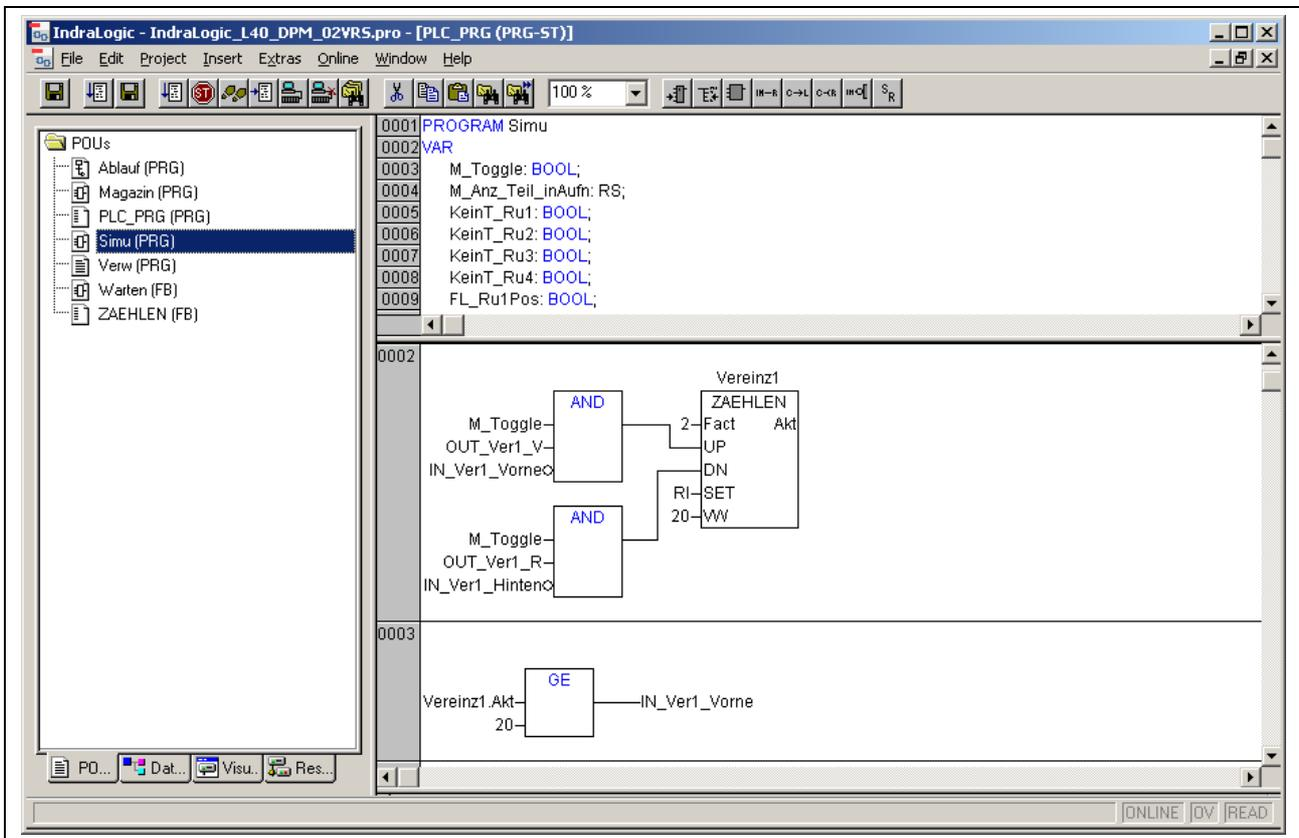 IndraLogic - IndraLogic_L40_DPM_02VRS.pro - [PLC_PRG (PRG-ST)]
File Edit Project Insert Extras Online Window Help
100 %
POUs
Ablauf (PRG)
Magazin (PRG)
PLC_PRG (PRG)
Simu (PRG)
Verw (PRG)
Warten (FB)
ZAEHLEN (FB)
PO... Dat... Visu.. Res...
0001 PROGRAM Simu
0002 VAR
0003 M_Toggle: BOOL;
0004 M_Anz_Teil_inAufn: RS;
0005 KeinT_Ru1: BOOL;
0006 KeinT_Ru2: BOOL;
0007 KeinT_Ru3: BOOL;
0008 KeinT_Ru4: BOOL;
0009 FL_Ru1Pos: BOOL;
0002
Vereinz1
AND ZAEHLEN
M_Toggle 2 Fact Akt
OUT_Ver1_V UP
IN_Ver1_Vorne DN
RI SET
AND 20 VW
M_Toggle
OUT_Ver1_R
IN_Ver1_Hinten
0003
GE
Vereinz1.Akt IN_Ver1_Vorne
20
ONLINE OV READ